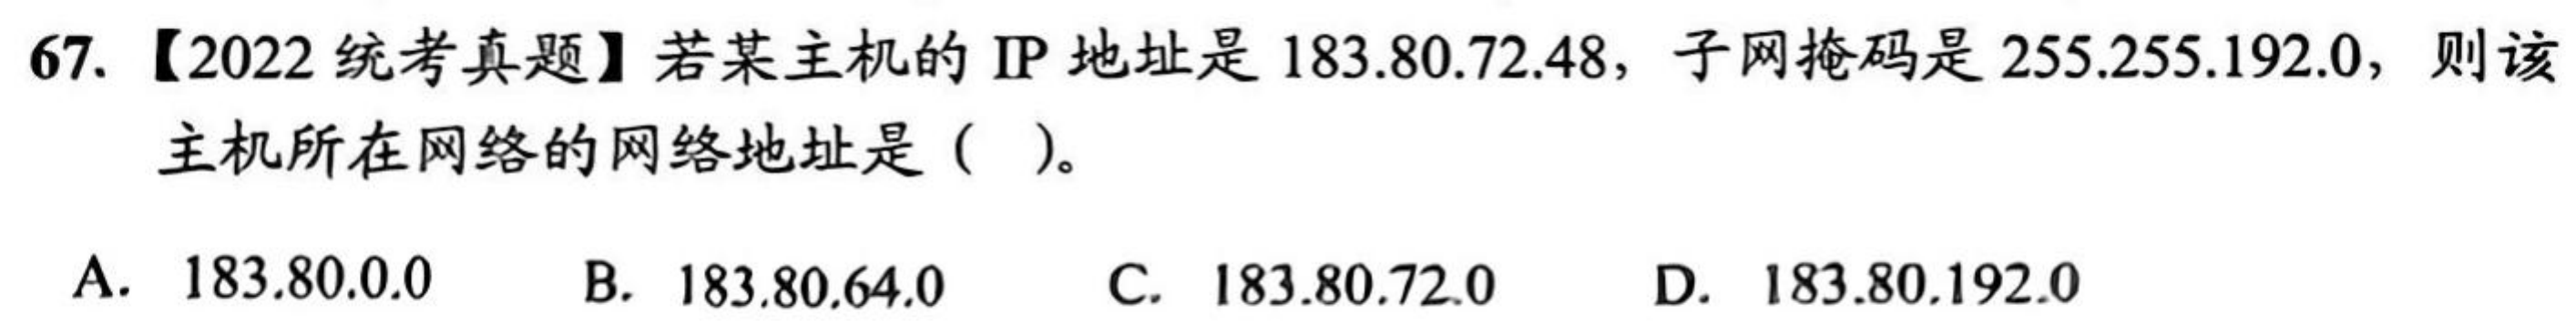 67.【2022 统考真题】若某主机的 IP 地址是 183.80.72.48，子网掩码是 255.255.192.0，则该
主机所在网络的网络地址是（ ）。
A. 183.80.0.0 B. 183.80.64.0 C. 183.80.72.0 D. 183.80.192.0